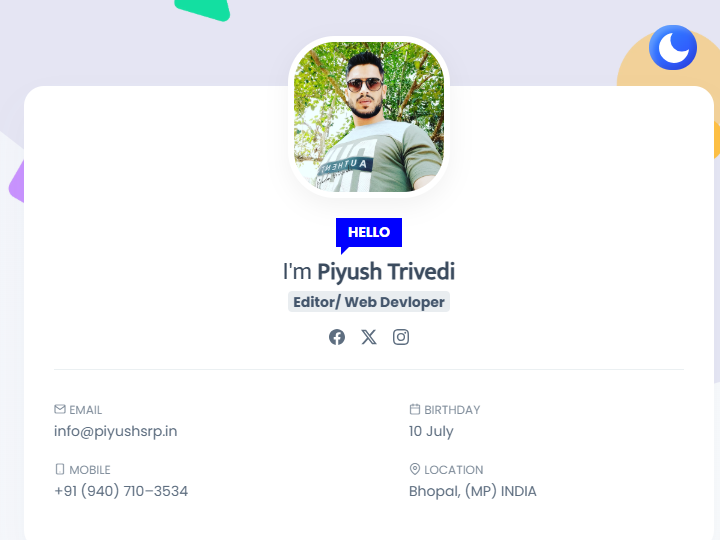 HELLO
I'm Piyush Trivedi
Editor/ Web Devloper
EMAIL
info@piyushsrp.in
BIRTHDAY
10 July
MOBILE
+91 (940) 710–3534
LOCATION
Bhopal, (MP) INDIA